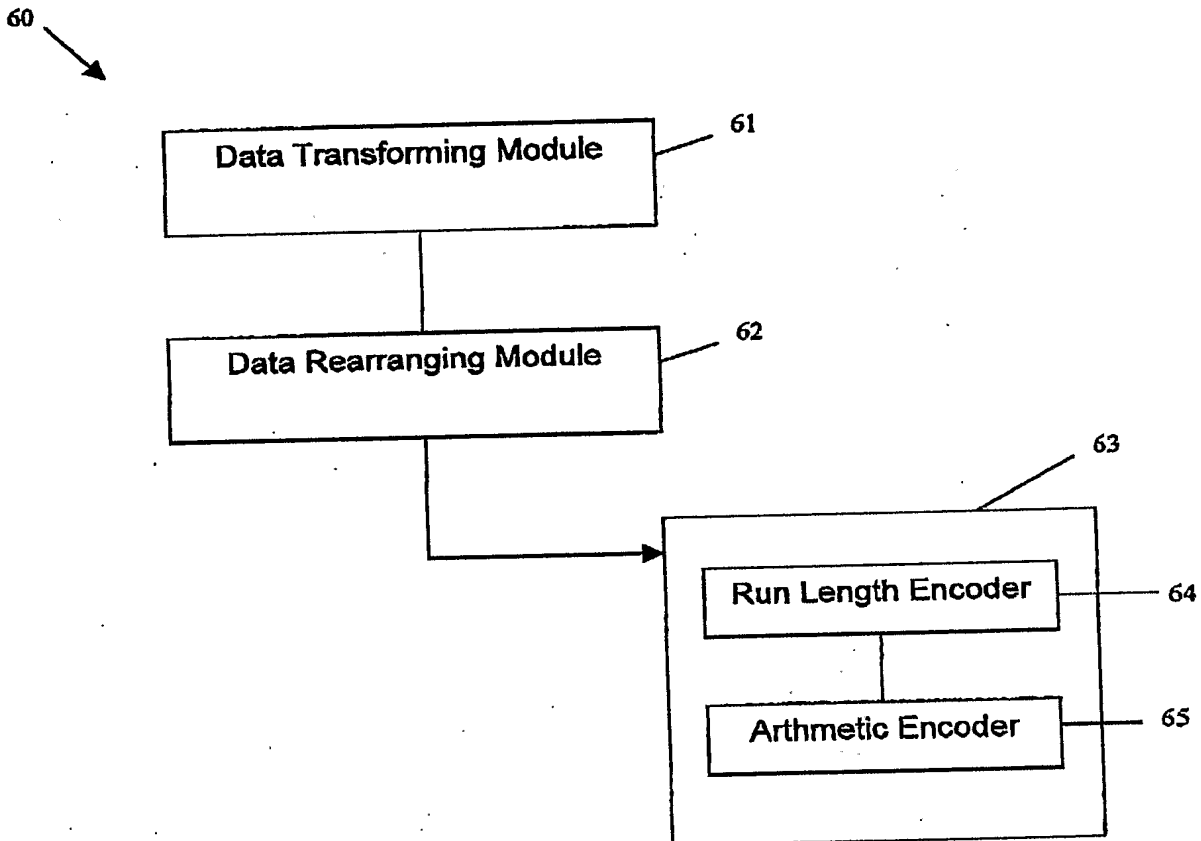 60
61
Data Transforming Module
62
Data Rearranging Module
63
Run Length Encoder
64
Arthmetic Encoder
65